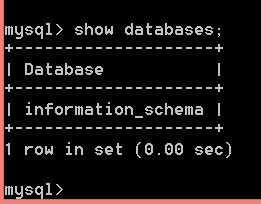 mysql> show databases;
+--------------------+
| Database           |
+--------------------+
| information_schema |
+--------------------+
1 row in set (0.00 sec)
mysql>